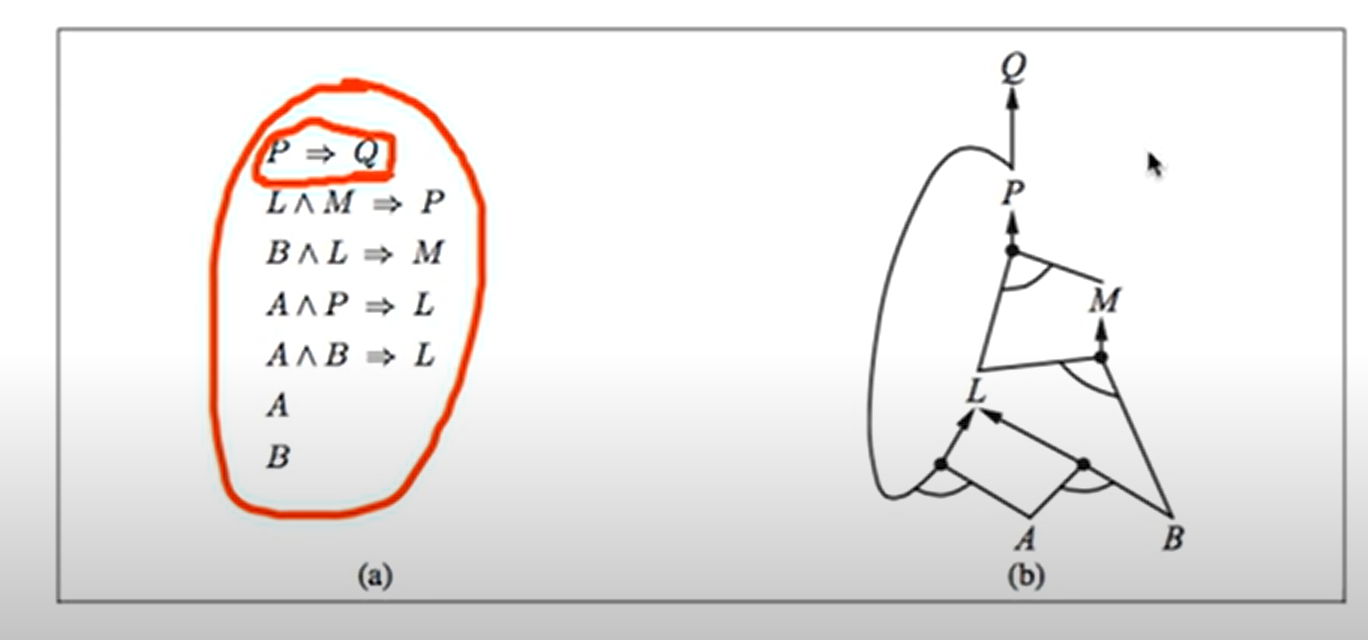 P ⇒ Q
L ∧ M ⇒ P
B ∧ L ⇒ M
A ∧ P ⇒ L
A ∧ B ⇒ L
A
B
(a)
Q
P
M
L
A
B
(b)